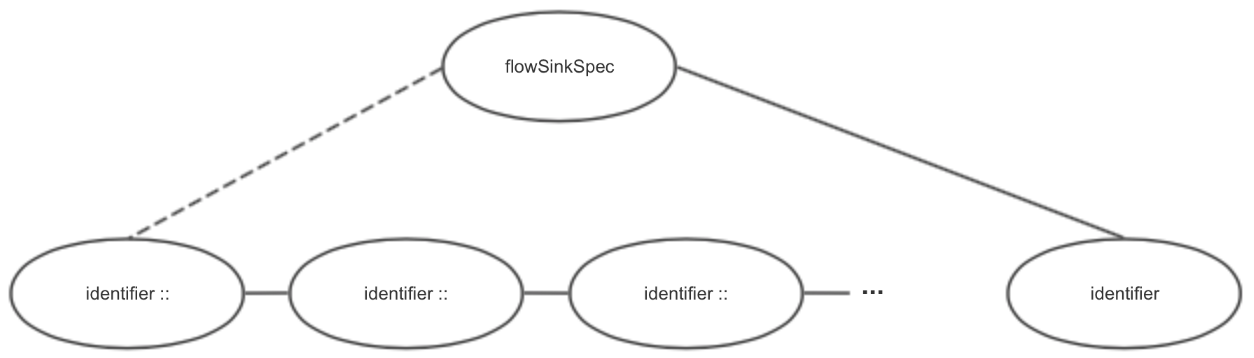 flowSinkSpec
identifier ::
identifier ::
identifier ::
...
identifier